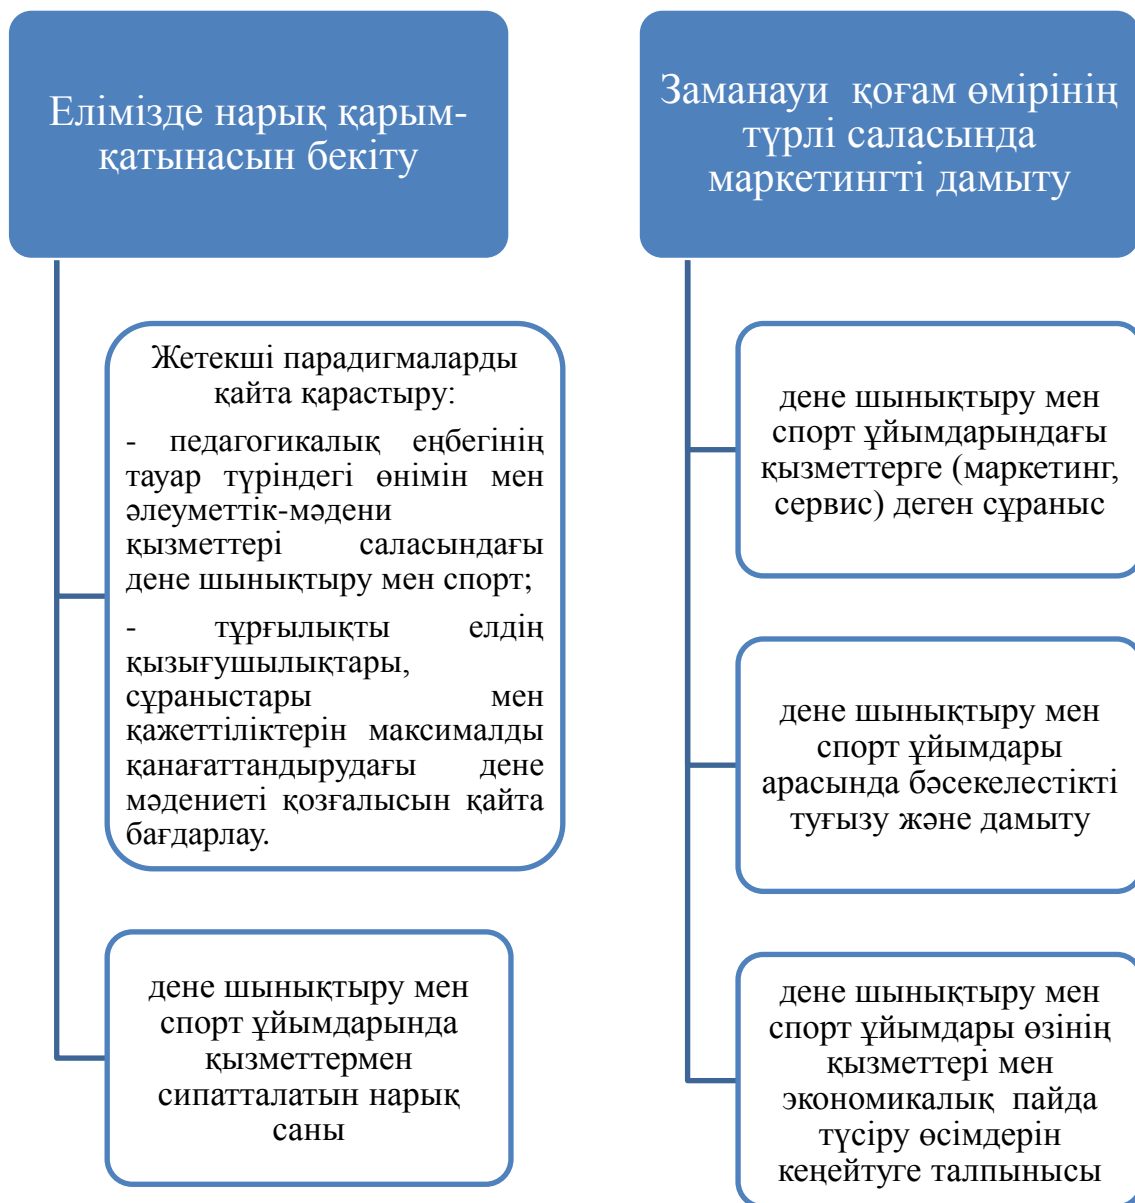 Елімізде нарық қарым-
қатынасын бекіту
Жетекші парадигмаларды
қайта қарастыру:
- педагогикалық еңбегінің
тауар түріндегі өнімін мен
әлеуметтік-мәдени
қызметтері саласындағы
дене шынықтыру мен спорт;
- тұрғылықты елдің
қызығушылықтары,
сұраныстары мен
қажеттіліктерін максималды
қанағаттандырудағы дене
мәдениеті қозғалысын қайта
бағдарлау.
дене шынықтыру мен
спорт ұйымдарында
қызметтермен
сипатталатын нарық
саны
Заманауи қоғам өмірінің
түрлі саласында
маркетингті дамыту
дене шынықтыру мен
спорт ұйымдарындағы
қызметтерге (маркетинг,
сервис) деген сұраныс
дене шынықтыру мен
спорт ұйымдары
арасында бәсекелестікті
туғызу және дамыту
дене шынықтыру мен
спорт ұйымдары өзінің
қызметтері мен
экономикалық пайда
түсіру өсімдерін
кеңейтуге талпынысы